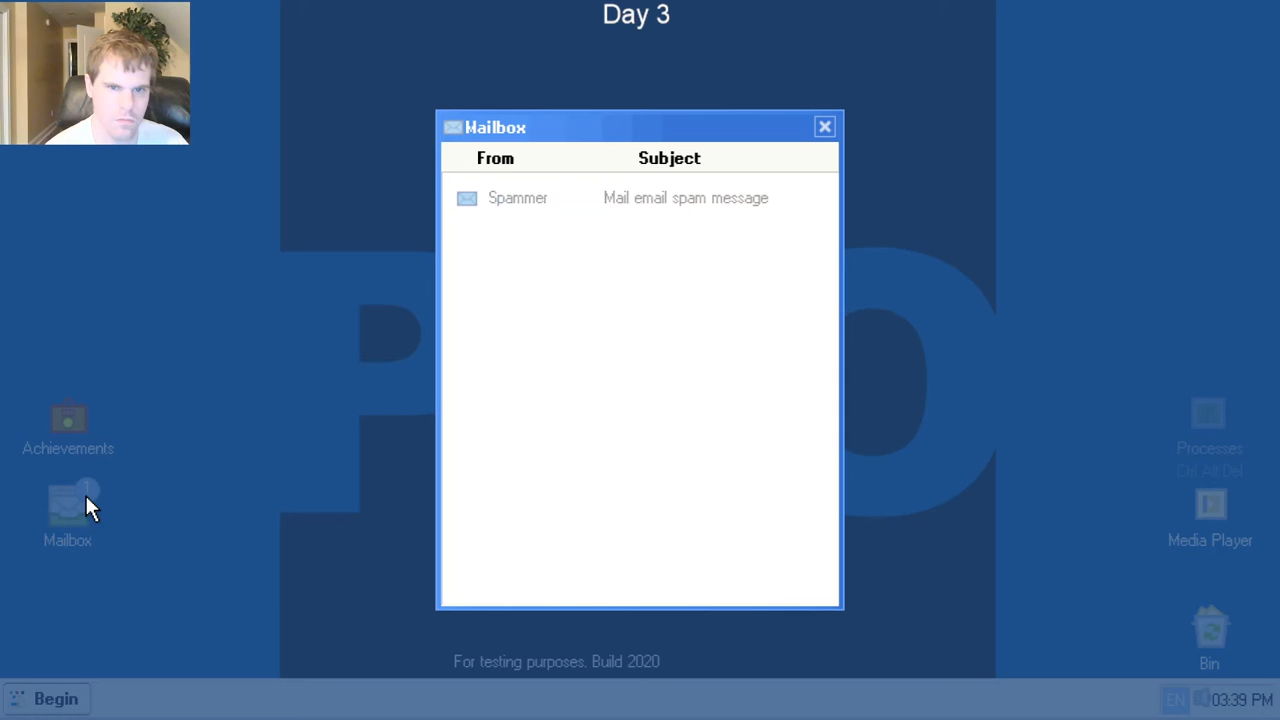 Day 3
Mailbox
From Subject
Spammer Mail email spam message
Achievements
1
Mailbox
Processes
Ctrl Alt Del
Media Player
Bin
For testing purposes. Build 2020
Begin
EN 03:39 PM